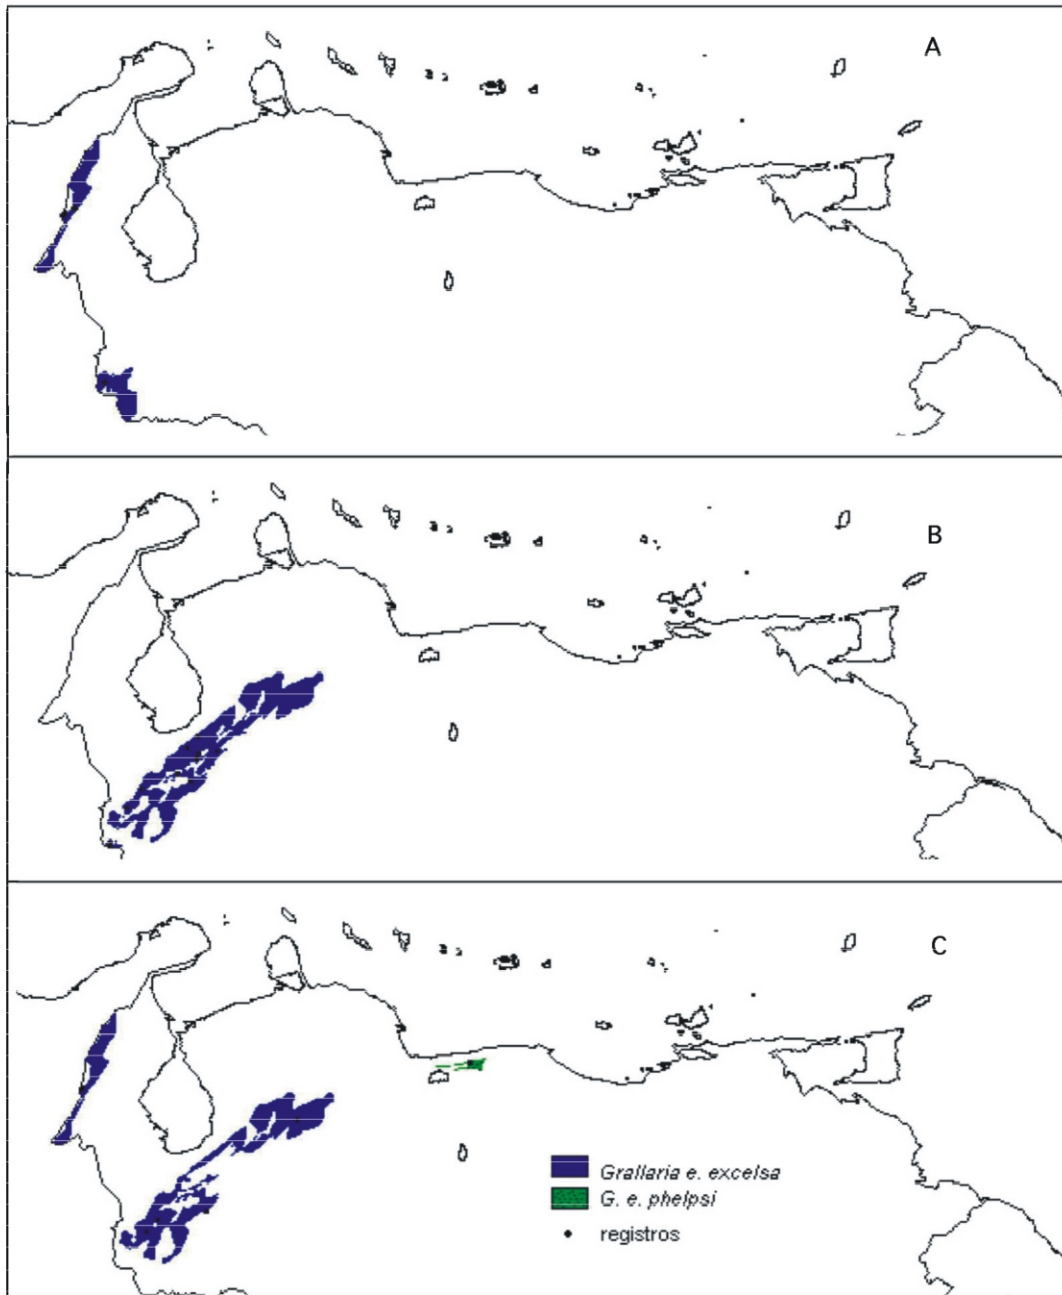 A
B
C
Grallaria e. excelsa
G. e. phelpsi
registros